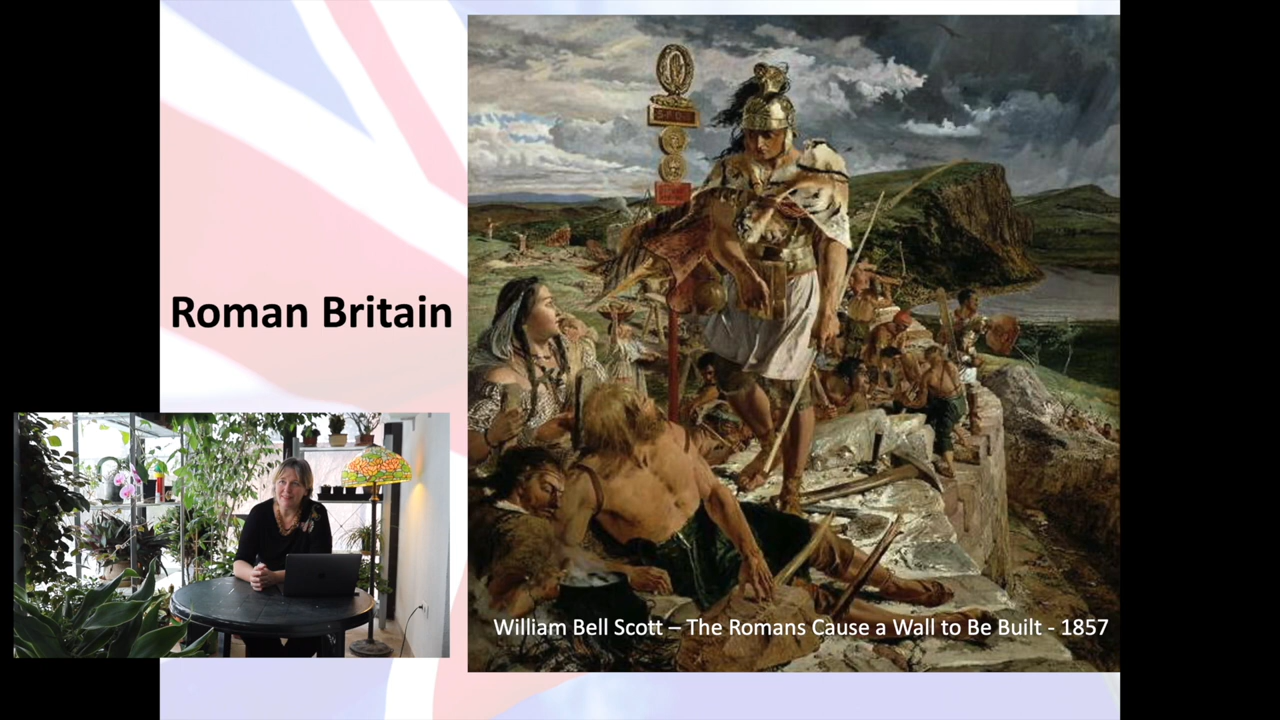 Roman Britain
S.P.Q.R
William Bell Scott – The Romans Cause a Wall to Be Built - 1857